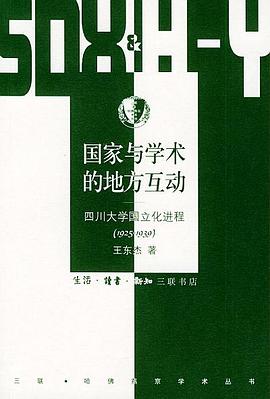 SDX & H-Y
国家与学术
的地方互动
四川大学国立化进程
(1925-1939)
王东杰 著
生活·讀書·新知 三联书店
三联·哈佛燕京学术丛书